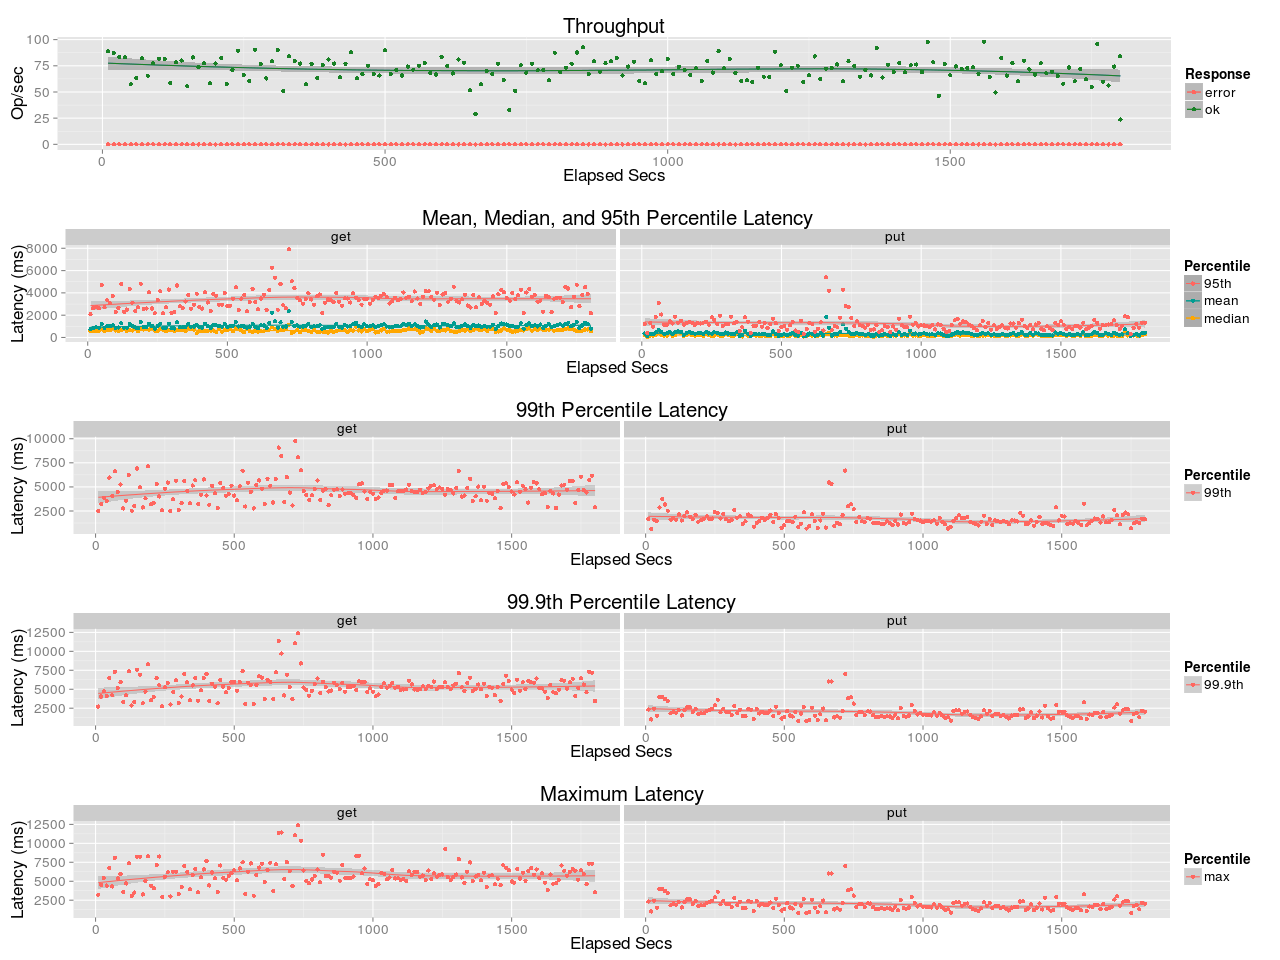 Throughput
100
75
50
25
0
Op/sec
0 500 1000 1500
Elapsed Secs
Response
error
ok
Mean, Median, and 95th Percentile Latency
get put
8000
6000
4000
2000
0
Latency (ms)
0 500 1000 1500 0 500 1000 1500
Elapsed Secs
Percentile
95th
mean
median
99th Percentile Latency
get put
10000
7500
5000
2500
Latency (ms)
0 500 1000 1500 0 500 1000 1500
Elapsed Secs
Percentile
99th
99.9th Percentile Latency
get put
12500
10000
7500
5000
2500
Latency (ms)
0 500 1000 1500 0 500 1000 1500
Elapsed Secs
Percentile
99.9th
Maximum Latency
get put
12500
10000
7500
5000
2500
Latency (ms)
0 500 1000 1500 0 500 1000 1500
Elapsed Secs
Percentile
max